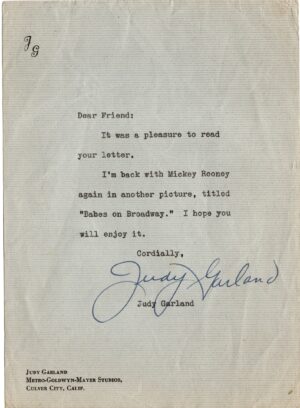 JG
Dear Friend:
It was a pleasure to read
your letter.
I'm back with Mickey Rooney
again in another picture, titled
"Babes on Broadway."  I hope you
will enjoy it.
Cordially,
Judy Garland
Judy Garland
JUDY GARLAND
METRO-GOLDWYN-MAYER STUDIOS,
CULVER CITY, CALIF.